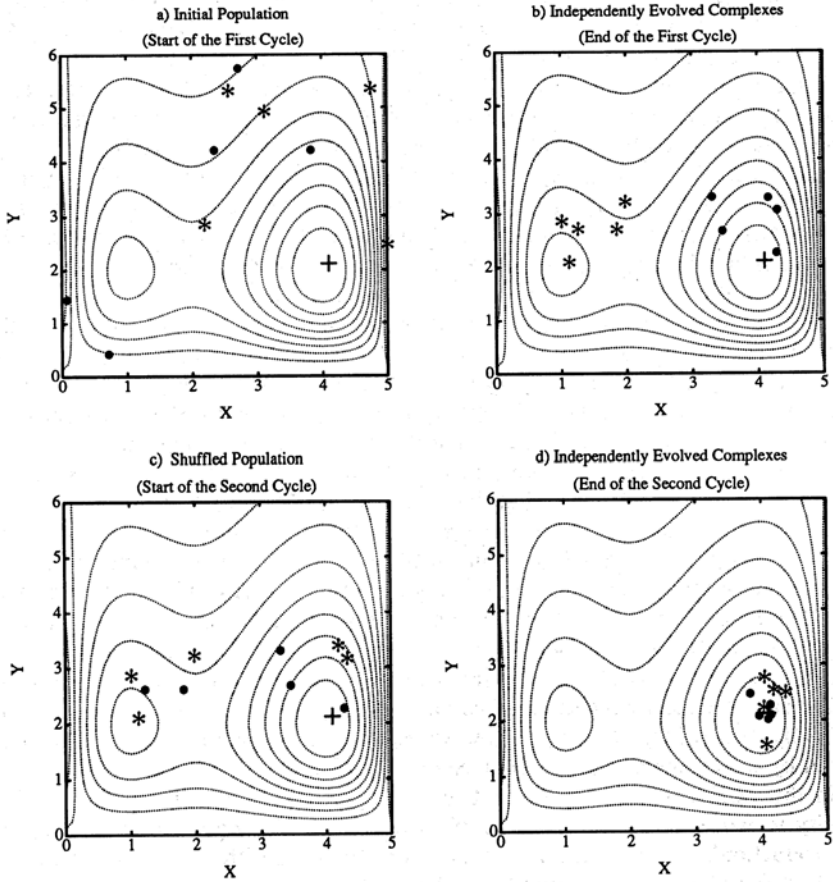 a) Initial Population
(Start of the First Cycle)
6
5
4
3
2
1
0
Y
0 1 2 3 4 5
X
b) Independently Evolved Complexes
(End of the First Cycle)
6
5
4
3
2
1
0
Y
0 1 2 3 4 5
X
c) Shuffled Population
(Start of the Second Cycle)
6
5
4
3
2
1
0
Y
0 1 2 3 4 5
X
d) Independently Evolved Complexes
(End of the Second Cycle)
6
5
4
3
2
1
0
Y
0 1 2 3 4 5
X